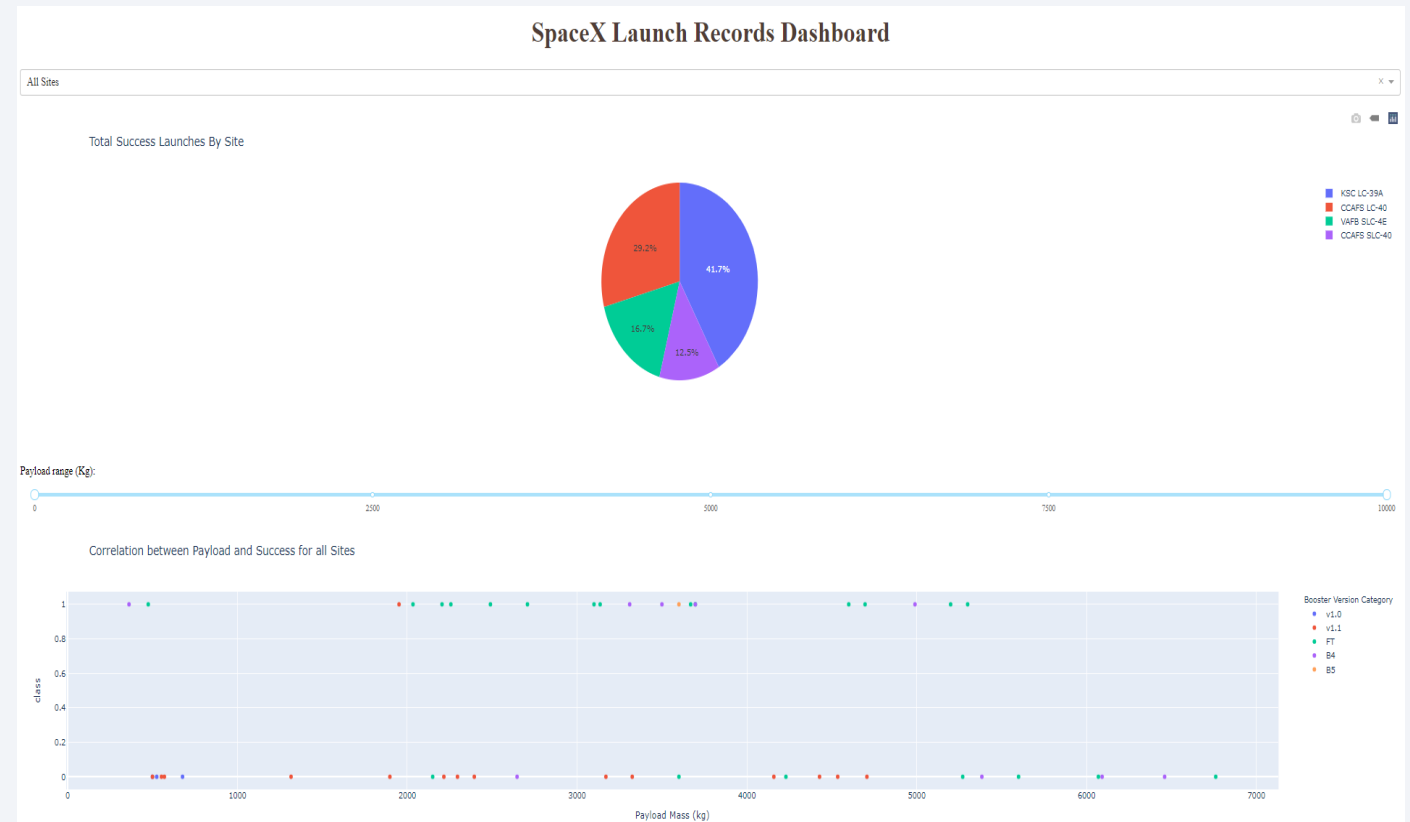 SpaceX Launch Records Dashboard
All Sites
Total Success Launches By Site
KSC LC-39A
CCAFS LC-40
VAFB SLC-4E
CCAFS SLC-40
29.2%
41.7%
16.7%
12.5%
Payload range (Kg):
0 2500 5000 7500 10000
Correlation between Payload and Success for all Sites
Booster Version Category
v1.0
v1.1
FT
B4
B5
class
1
0.8
0.6
0.4
0.2
0
0 1000 2000 3000 4000 5000 6000 7000
Payload Mass (kg)